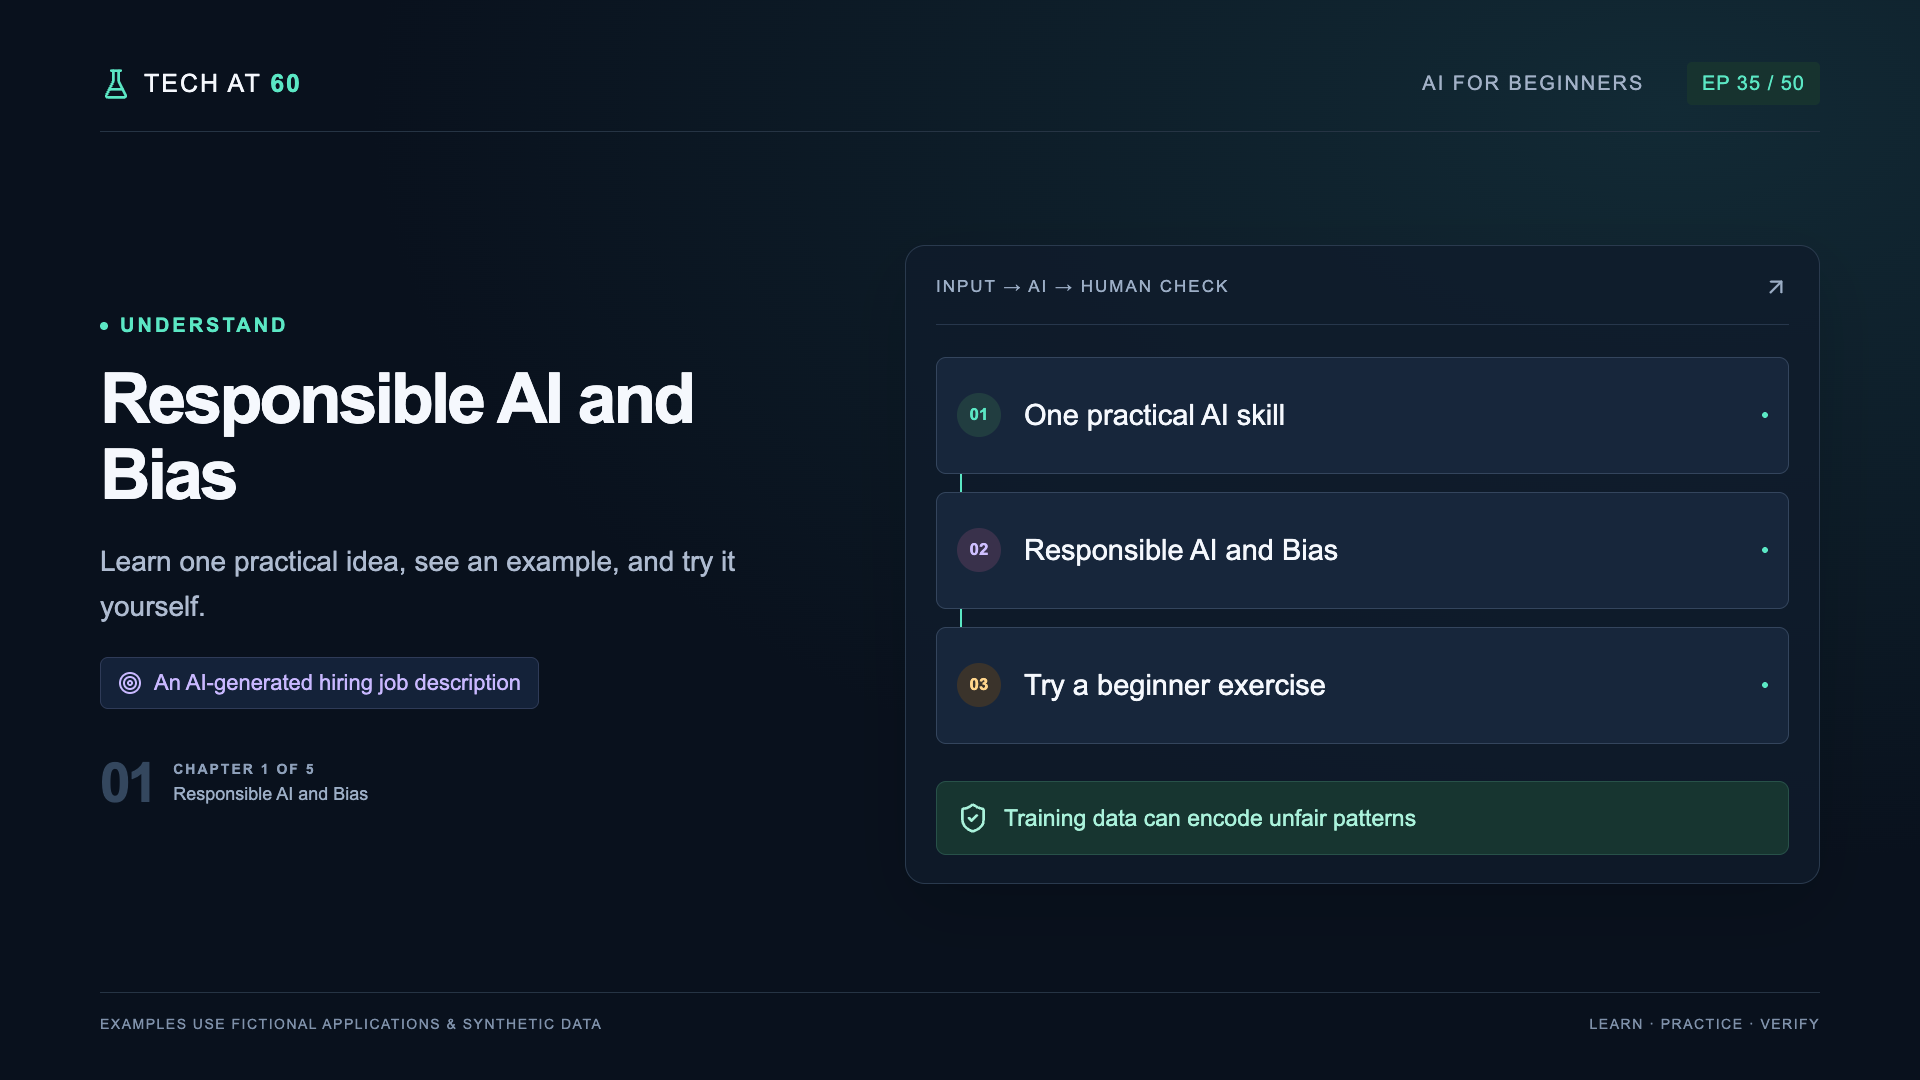 TECH AT 60
AI FOR BEGINNERS
EP 35 / 50
UNDERSTAND
Responsible AI and
Bias
Learn one practical idea, see an example, and try it
yourself.
An AI-generated hiring job description
01
CHAPTER 1 OF 5
Responsible AI and Bias
INPUT → AI → HUMAN CHECK
01 One practical AI skill
02 Responsible AI and Bias
03 Try a beginner exercise
Training data can encode unfair patterns
EXAMPLES USE FICTIONAL APPLICATIONS & SYNTHETIC DATA
LEARN · PRACTICE · VERIFY